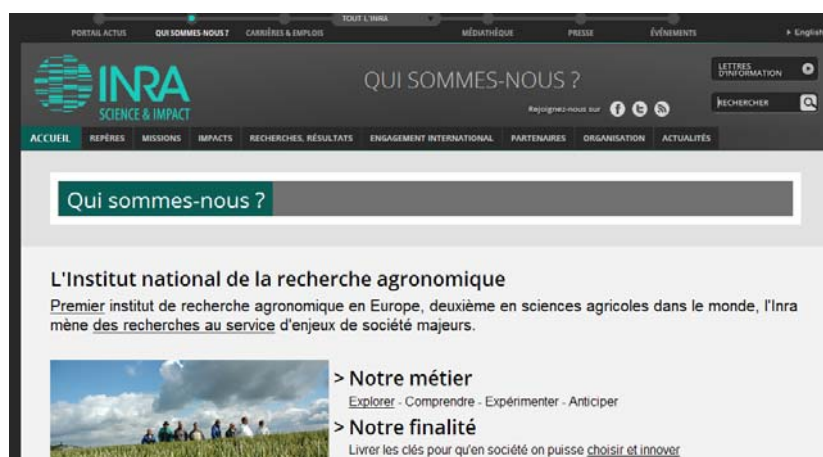 TOUT L'INRA
PORTAIL ACTUS QUI SOMMES-NOUS ? CARRIÈRES & EMPLOIS MÉDIATHÈQUE PRESSE ÉVÉNEMENTS English
INRA
SCIENCE & IMPACT
QUI SOMMES-NOUS ?
Rejoignez-nous sur
LETTRES
D'INFORMATION
RECHERCHER
ACCUEIL REPÈRES MISSIONS IMPACTS RECHERCHES, RÉSULTATS ENGAGEMENT INTERNATIONAL PARTENAIRES ORGANISATION ACTUALITÉS
Qui sommes-nous ?
L'Institut national de la recherche agronomique
Premier institut de recherche agronomique en Europe, deuxième en sciences agricoles dans le monde, l'Inra
mène des recherches au service d'enjeux de société majeurs.
> Notre métier
Explorer - Comprendre - Expérimenter - Anticiper
> Notre finalité
Livrer les clés pour qu'en société on puisse choisir et innover